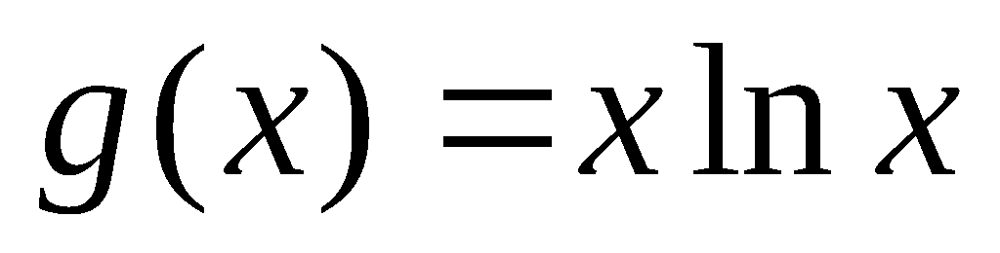 g(x) = x ln x